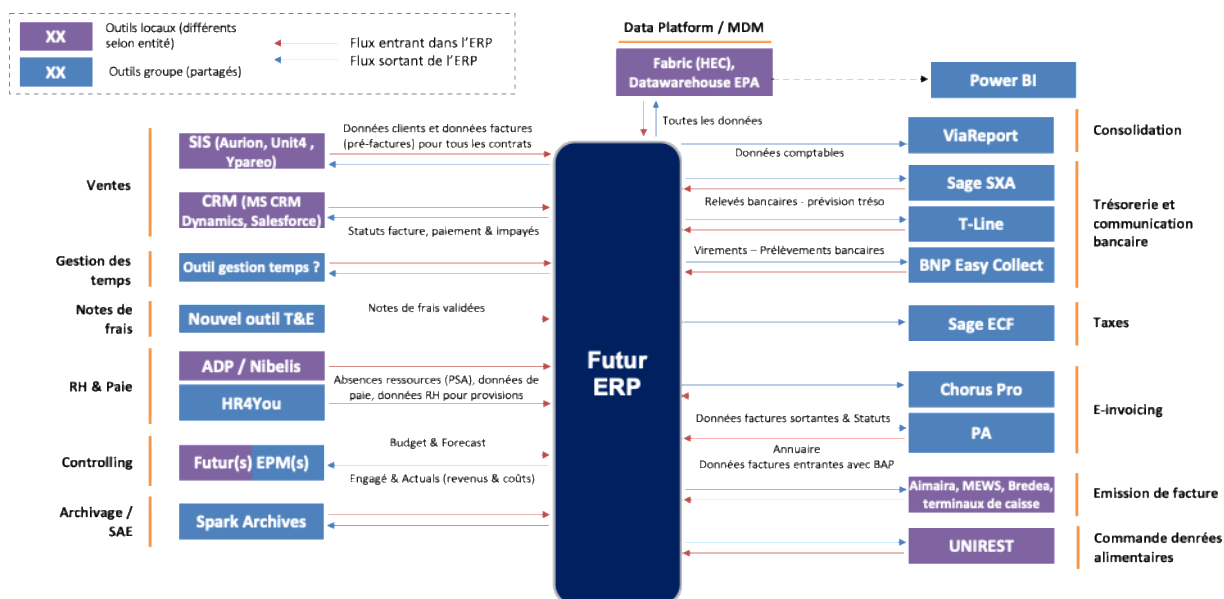 XX
Outils locaux (différents
selon entité)
XX
Outils groupe (partagés)
Flux entrant dans l'ERP
Flux sortant de l'ERP
Data Platform / MDM
Fabric (HEC),
Datawarehouse EPA
Power BI
Toutes les données
Ventes
SIS (Aurion, Unit4 ,
Ypareo)
Données clients et données factures
(pré-factures) pour tous les contrats
CRM (MS CRM
Dynamics, Salesforce)
Statuts facture, paiement & impayés
Gestion des
temps
Outil gestion temps ?
Notes de
frais
Nouvel outil T&E
Notes de frais validées
RH & Paie
ADP / Nibelis
HR4You
Absences ressources (PSA), données de
paie, données RH pour provisions
Controlling
Futur(s) EPM(s)
Budget & Forecast
Engagé & Actuals (revenus & coûts)
Archivage /
SAE
Spark Archives
Futur
ERP
Données comptables
ViaReport
Consolidation
Sage SXA
Relevés bancaires - prévision tréso
T-Line
Virements – Prélèvements bancaires
BNP Easy Collect
Trésorerie et
communication
bancaire
Sage ECF
Taxes
Chorus Pro
Données factures sortantes & Statuts
PA
Annuaire
Données factures entrantes avec BAP
E-invoicing
Aimaira, MEWS, Bredea,
terminaux de caisse
Emission de facture
UNIREST
Commande denrées
alimentaires